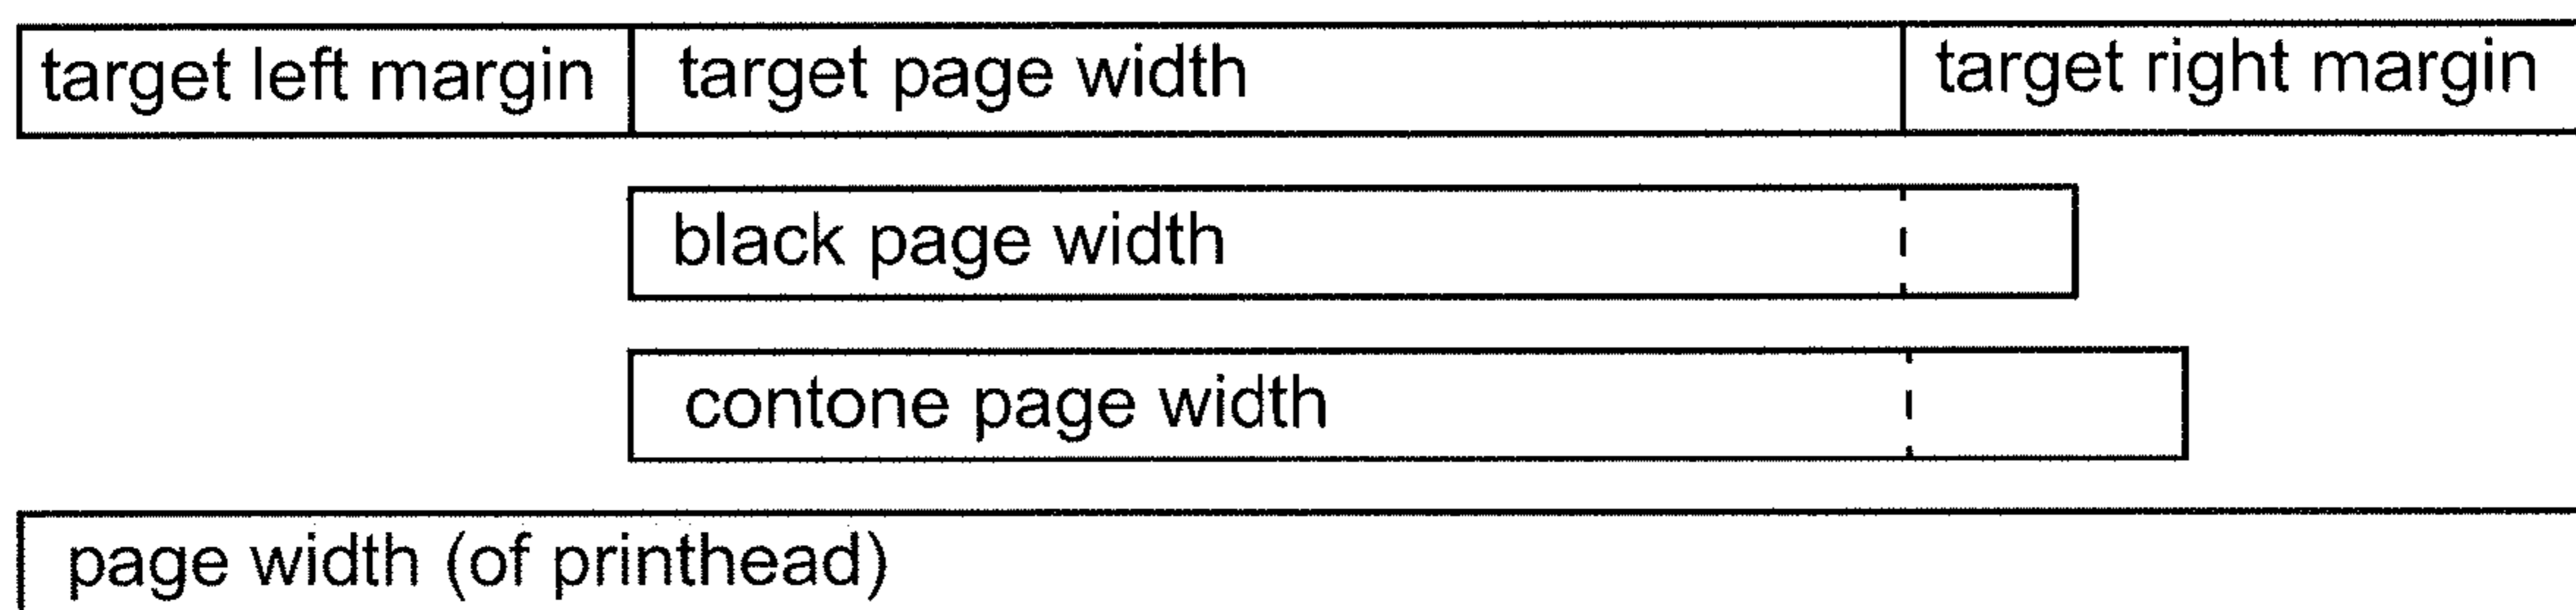 target left margin target page width target right margin
black page width
contone page width
page width (of printhead)